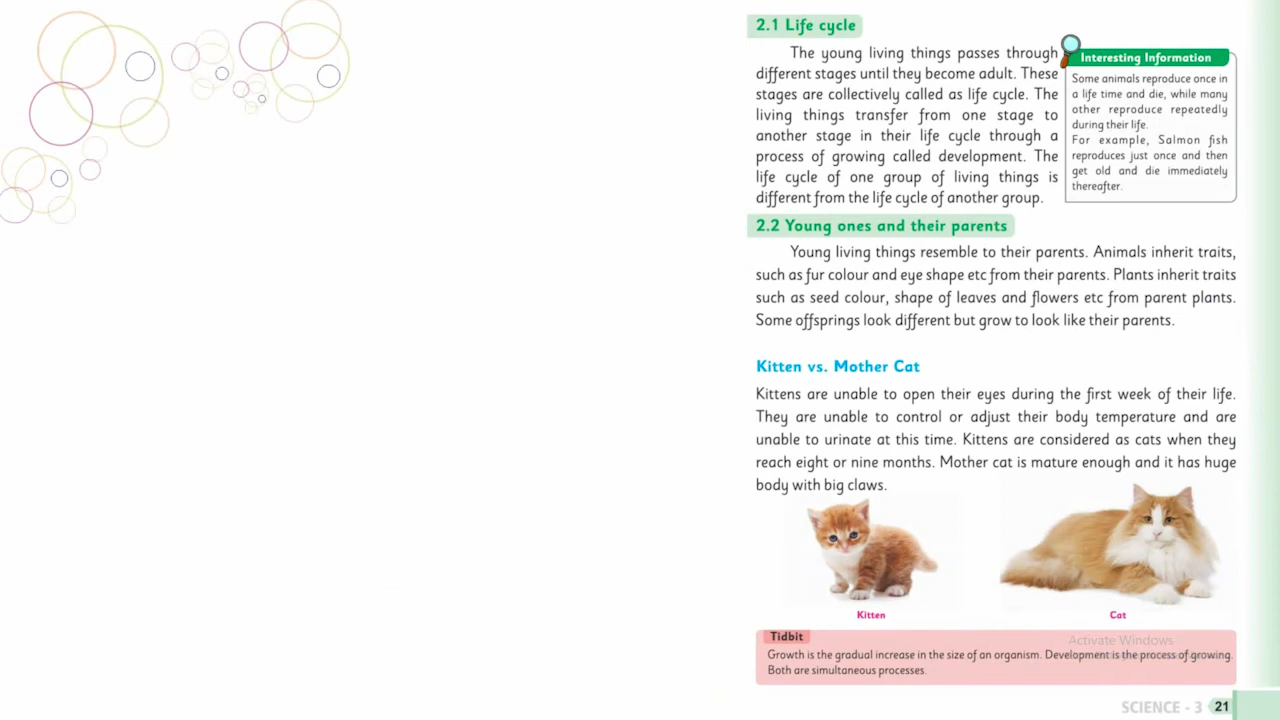 2.1 Life cycle
The young living things passes through
different stages until they become adult. These
stages are collectively called as life cycle. The
living things transfer from one stage to
another stage in their life cycle through a
process of growing called development. The
life cycle of one group of living things is
different from the life cycle of another group.
Interesting Information
Some animals reproduce once in
a life time and die, while many
other reproduce repeatedly
during their life.
For example, Salmon fish
reproduces just once and then
get old and die immediately
thereafter.
2.2 Young ones and their parents
Young living things resemble to their parents. Animals inherit traits,
such as fur colour and eye shape etc from their parents. Plants inherit traits
such as seed colour, shape of leaves and flowers etc from parent plants.
Some offsprings look different but grow to look like their parents.
Kitten vs. Mother Cat
Kittens are unable to open their eyes during the first week of their life.
They are unable to control or adjust their body temperature and are
unable to urinate at this time. Kittens are considered as cats when they
reach eight or nine months. Mother cat is mature enough and it has huge
body with big claws.
Kitten
Cat
Tidbit
Activate Windows
Growth is the gradual increase in the size of an organism. Development is the process of growing.
Both are simultaneous processes.
SCIENCE - 3 21